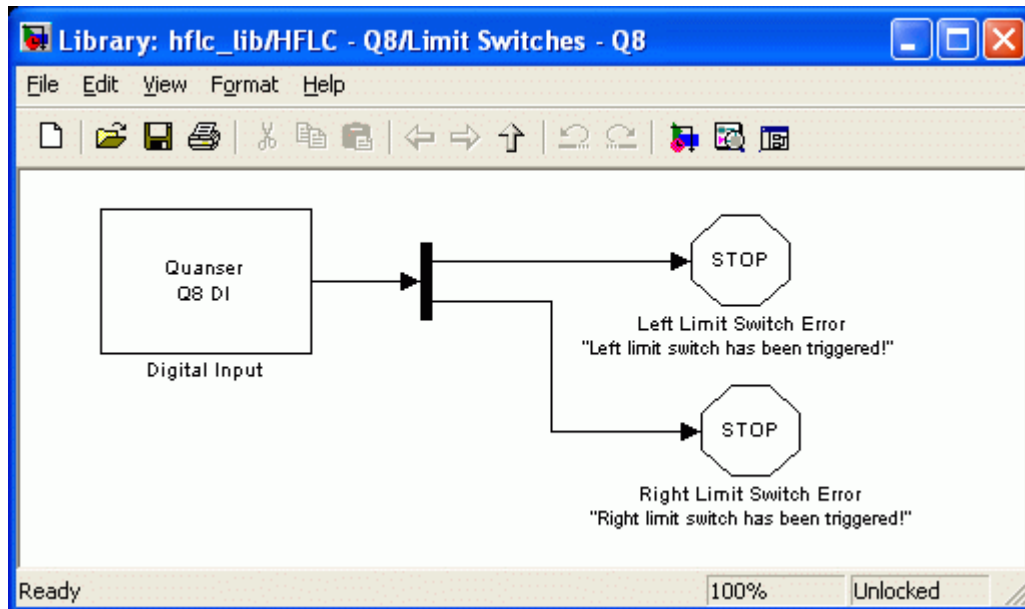 Library: hflc_lib/HFLC - Q8/Limit Switches - Q8
File Edit View Format Help
Quanser
Q8 DI
Digital Input
STOP
Left Limit Switch Error
"Left limit switch has been triggered!"
STOP
Right Limit Switch Error
"Right limit switch has been triggered!"
Ready 100% Unlocked